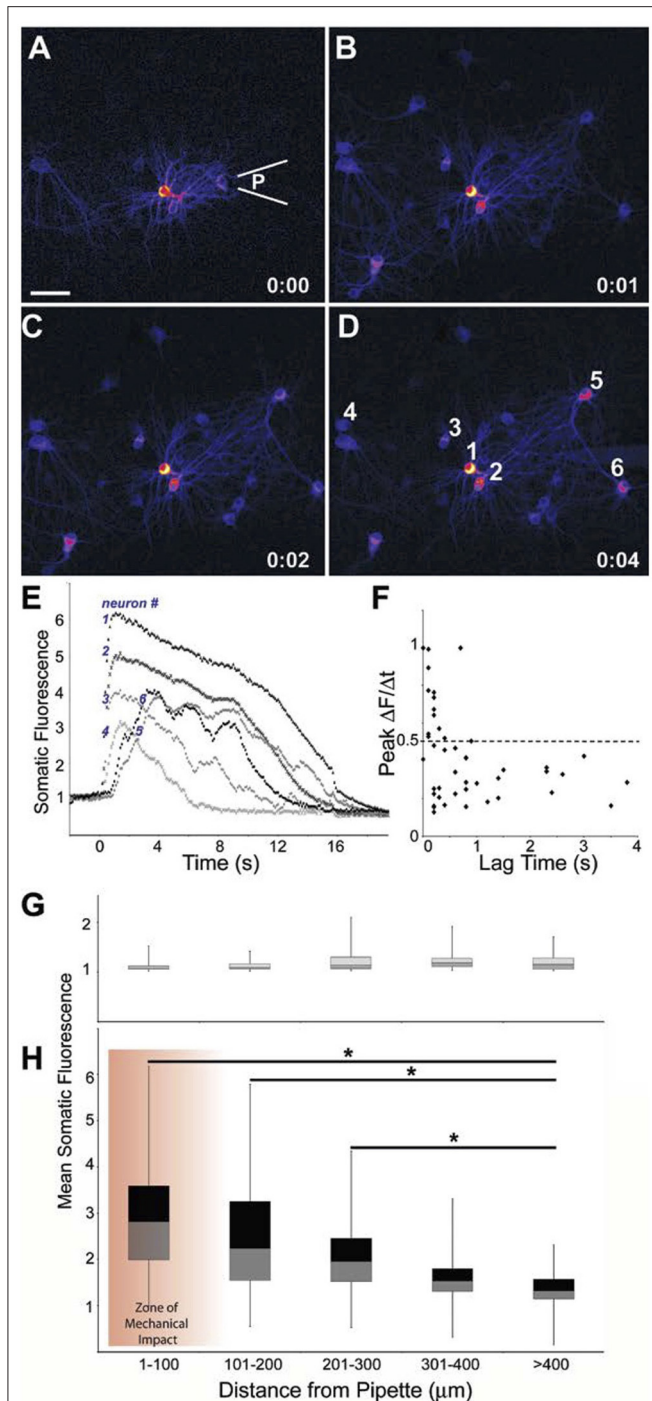 A
P
0:00
B
0:01
C
0:02
D
4
3
1
2
5
6
0:04
E
neuron #
1
2
3
6
4
5
Somatic Fluorescence
6
5
4
3
2
1
0
4
8
12
16
Time (s)
F
Peak ΔF/Δt
1
0.5
0
0
1
2
3
4
Lag Time (s)
G
2
1
H
Mean Somatic Fluorescence
6
5
4
3
2
1
*
*
*
Zone of
Mechanical
Impact
1-100
101-200
201-300
301-400
>400
Distance from Pipette (μm)